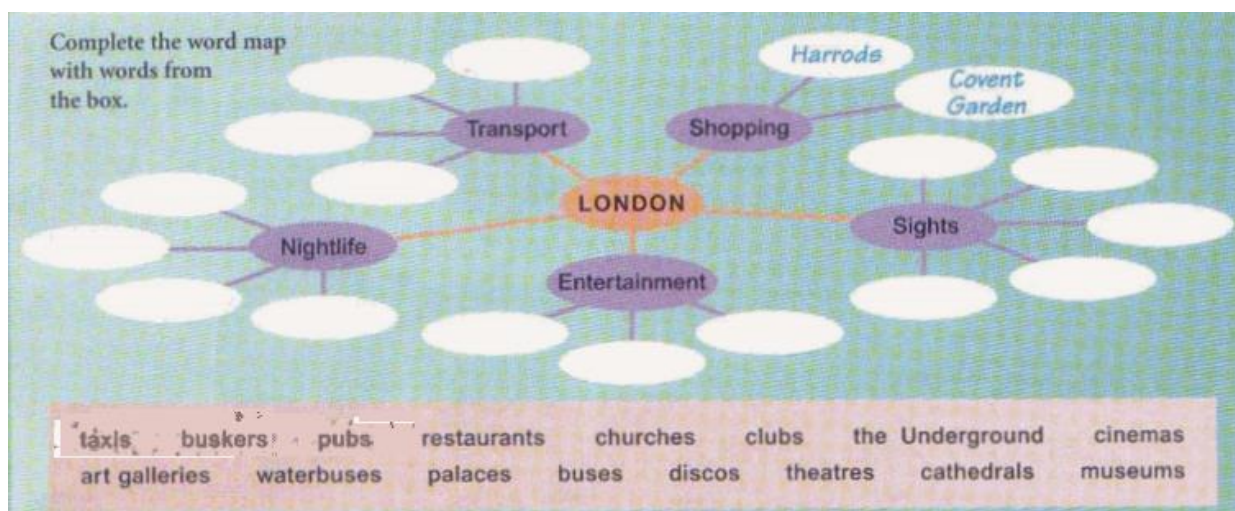 Complete the word map
with words from
the box.
Harrods
Covent
Garden
Transport
Shopping
LONDON
Sights
Nightlife
Entertainment
taxis buskers pubs restaurants churches clubs the Underground cinemas
art galleries waterbuses palaces buses discos theatres cathedrals museums